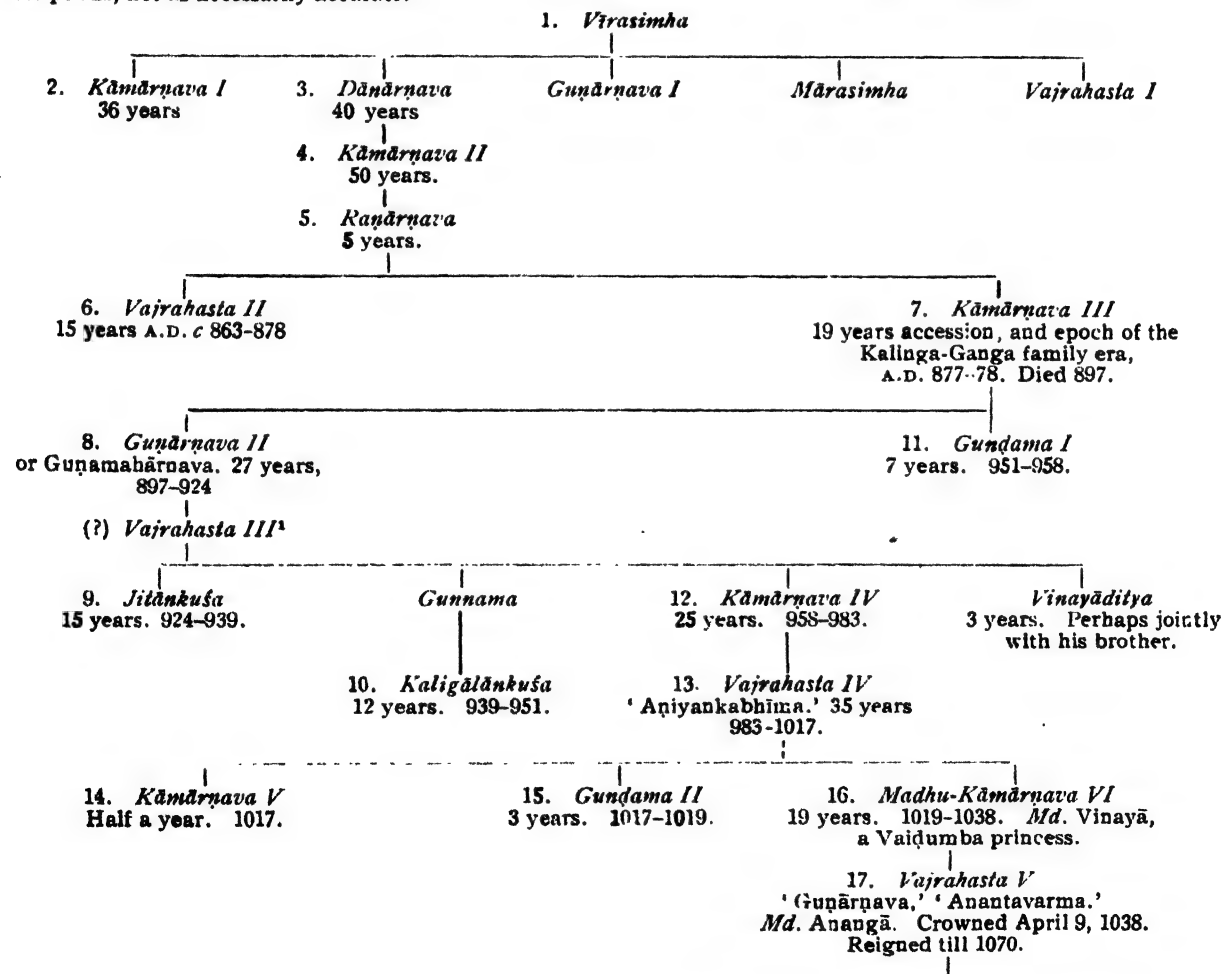 1. Vīrasimha
2. Kāmārṇava I 3. Dānārṇava Guṇārṇava I Mārasimha Vajrahasta I
36 years 40 years
4. Kāmārṇava II
50 years.
5. Raṇārṇava
5 years.
6. Vajrahasta II 7. Kāmārṇava III
15 years A.D. c 863-878 19 years accession, and epoch of the
Kalinga-Ganga family era,
A.D. 877-78. Died 897.
8. Guṇārṇava II 11. Guṇḍama I
or Guṇamahārṇava. 27 years, 7 years. 951–958.
897–924
(?) Vajrahasta III¹
9. Jitānkuśa Gunnama 12. Kāmārṇava IV Vinayāditya
15 years. 924–939. 25 years. 958–983. 3 years. Perhaps jointly
with his brother.
10. Kaligālānkuśa 13. Vajrahasta IV
12 years. 939–951. ‘ Aṇiyankabhīma.’ 35 years
983-1017.
14. Kāmārṇava V 15. Guṇḍama II 16. Madhu-Kāmārṇava VI
Half a year. 1017. 3 years. 1017–1019. 19 years. 1019-1038. Md. Vinayā,
a Vaiḍumba princess.
17. Vajrahasta V
‘ Guṇārṇava,’ ‘ Anantavarma.’
Md. Anangā. Crowned April 9, 1038.
Reigned till 1070.